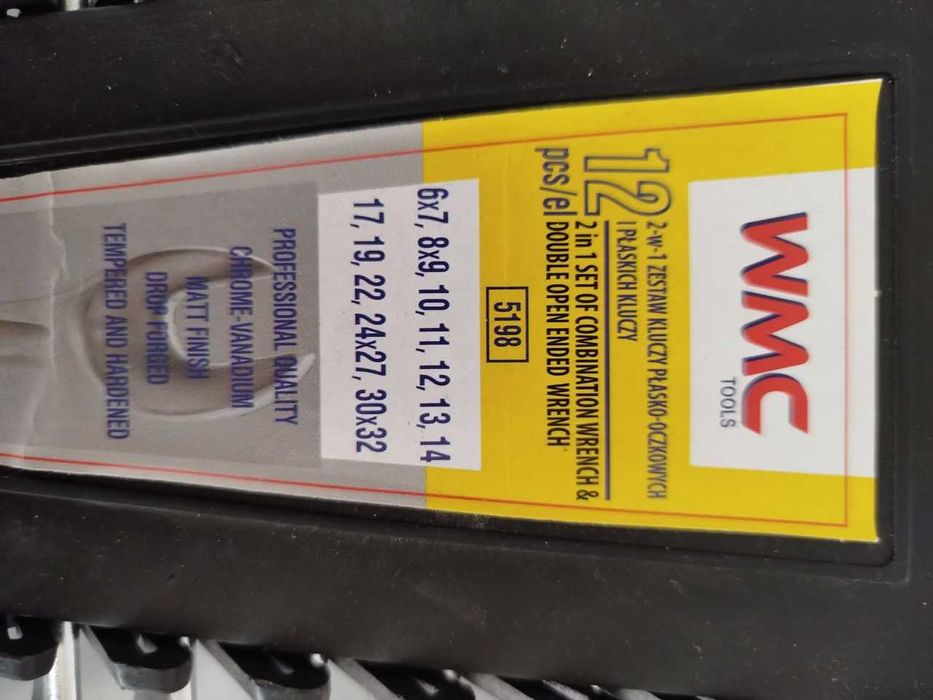 WMC
TOOLS
12
pcs/el
2-w-1 ZESTAW KLUCZY PŁASKO-OCZKOWYCH
I PŁASKICH KLUCZY
2 in 1 SET OF COMBINATION WRENCH &
DOUBLE OPEN ENDED WRENCH
5198
6x7, 8x9, 10, 11, 12, 13, 14
17, 19, 22, 24x27, 30x32
PROFESSIONAL QUALITY
CHROME-VANADIUM
MATT FINISH
DROP FORGED
TEMPERED AND HARDENED